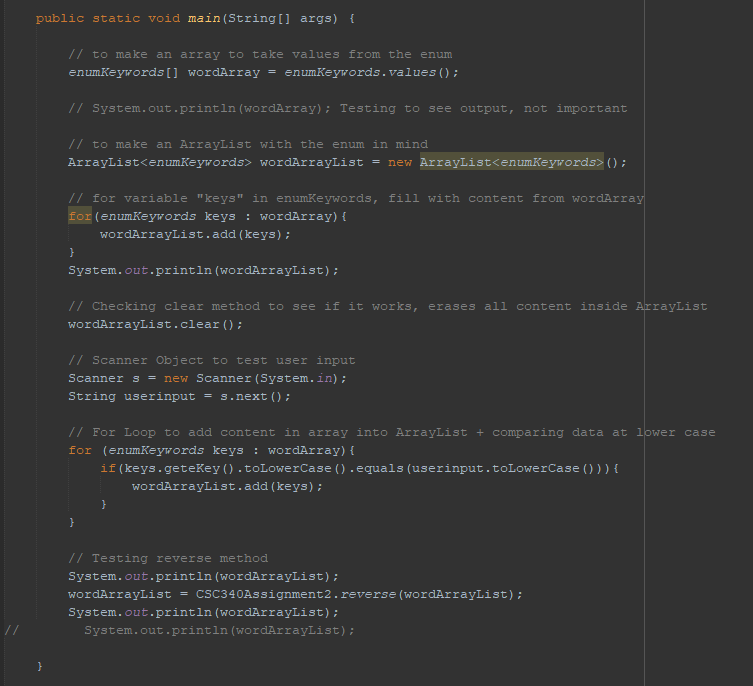 public static void main(String[] args) {
// to make an array to take values from the enum
enumKeywords[] wordArray = enumKeywords.values();
// System.out.println(wordArray); Testing to see output, not important
// to make an ArrayList with the enum in mind
ArrayList<enumKeywords> wordArrayList = new ArrayList<enumKeywords>();
// for variable "keys" in enumKeywords, fill with content from wordArray
for(enumKeywords keys : wordArray){
wordArrayList.add(keys);
}
System.out.println(wordArrayList);
// Checking clear method to see if it works, erases all content inside ArrayList
wordArrayList.clear();
// Scanner Object to test user input
Scanner s = new Scanner(System.in);
String userinput = s.next();
// For Loop to add content in array into ArrayList + comparing data at lower case
for (enumKeywords keys : wordArray){
if(keys.geteKey().toLowerCase().equals(userinput.toLowerCase())){
wordArrayList.add(keys);
}
}
// Testing reverse method
System.out.println(wordArrayList);
wordArrayList = CSC340Assignment2.reverse(wordArrayList);
System.out.println(wordArrayList);
// System.out.println(wordArrayList);
}